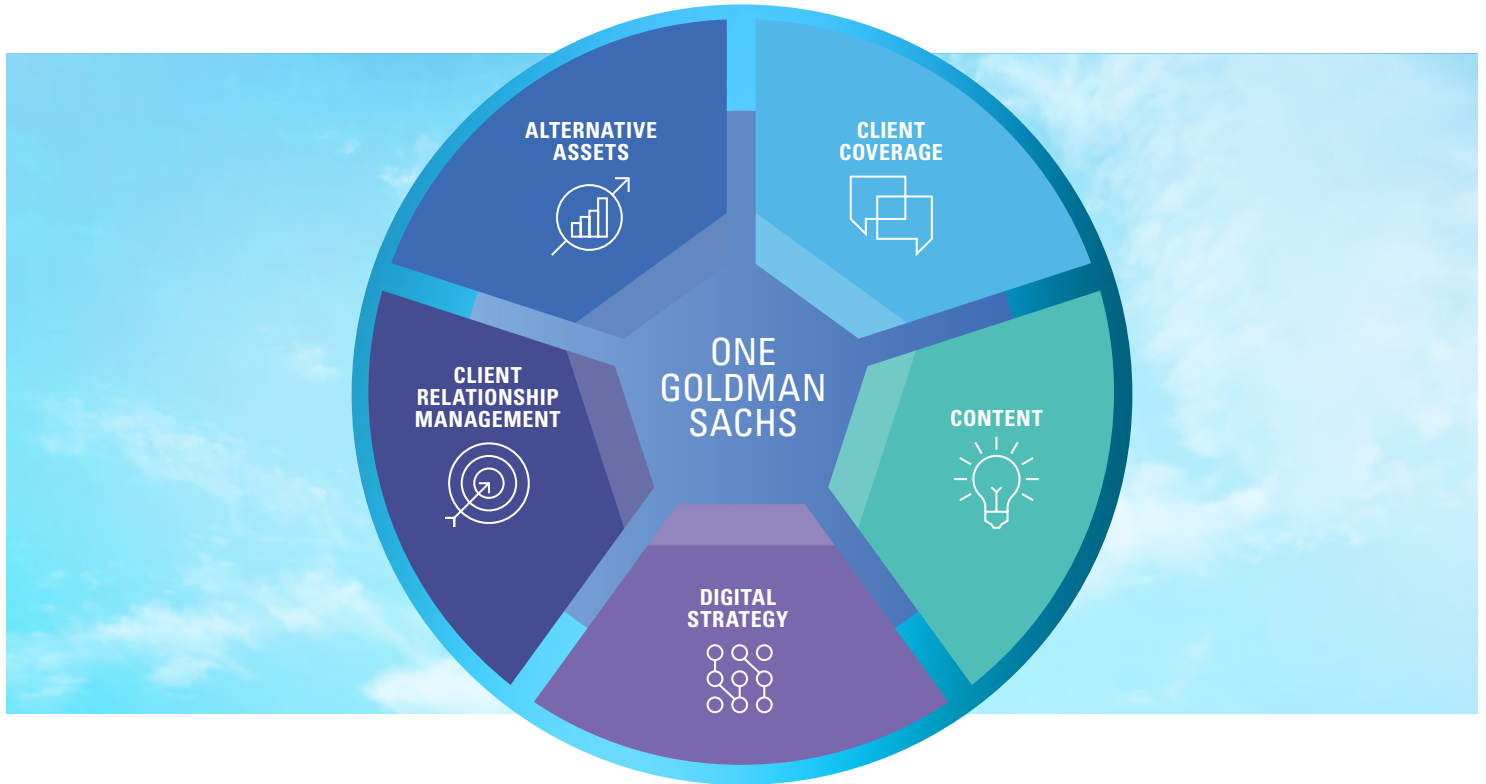 ALTERNATIVE
ASSETS
CLIENT
COVERAGE
ONE
GOLDMAN
SACHS
CLIENT
RELATIONSHIP
MANAGEMENT
CONTENT
DIGITAL
STRATEGY